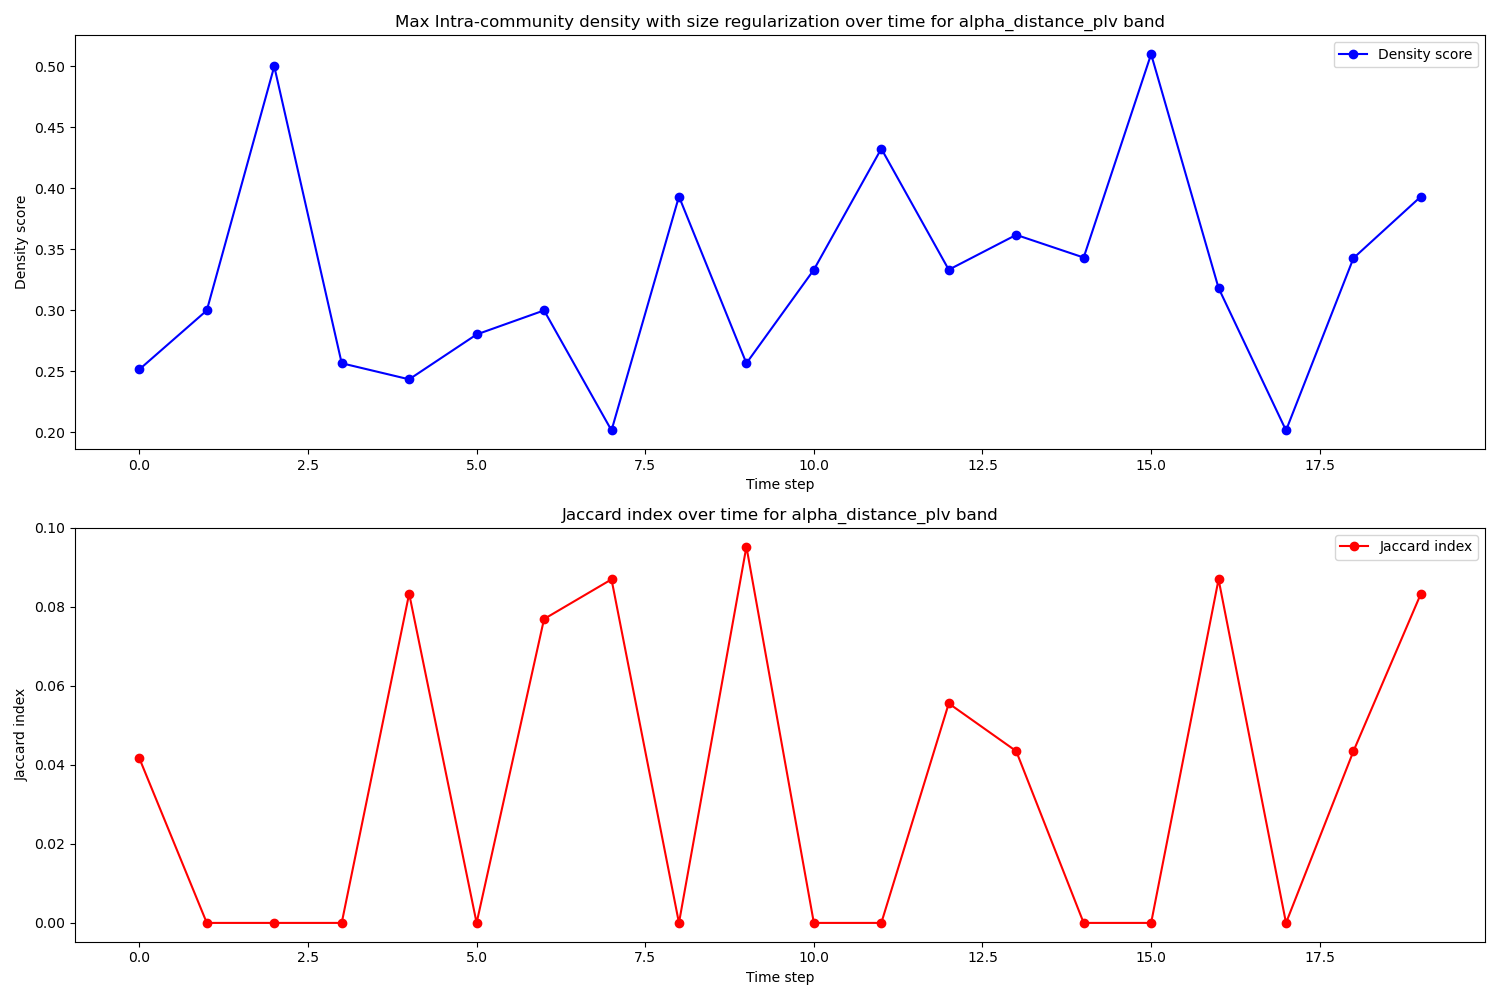 Max Intra-community density with size regularization over time for alpha_distance_plv band
Density score
0.50
0.45
0.40
0.35
0.30
0.25
0.20
Density score
0.0 2.5 5.0 7.5 10.0 12.5 15.0 17.5
Time step
Jaccard index over time for alpha_distance_plv band
Jaccard index
0.10
0.08
0.06
0.04
0.02
0.00
Jaccard index
0.0 2.5 5.0 7.5 10.0 12.5 15.0 17.5
Time step